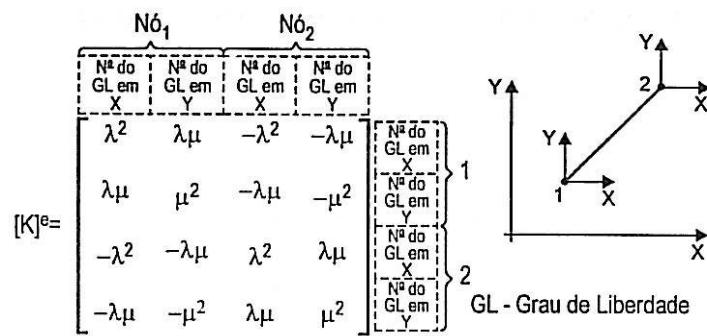 Nó1 Nó2
Nº do GL em X Nº do GL em Y Nº do GL em X Nº do GL em Y
[K]e=
λ² λμ −λ² −λμ
λμ μ² −λμ −μ²
−λ² −λμ λ² λμ
−λμ −μ² λμ μ²
Nº do GL em X
Nº do GL em Y
1
Nº do GL em X
Nº do GL em Y
2
Y
X
Y
1
X
Y
2
X
GL - Grau de Liberdade